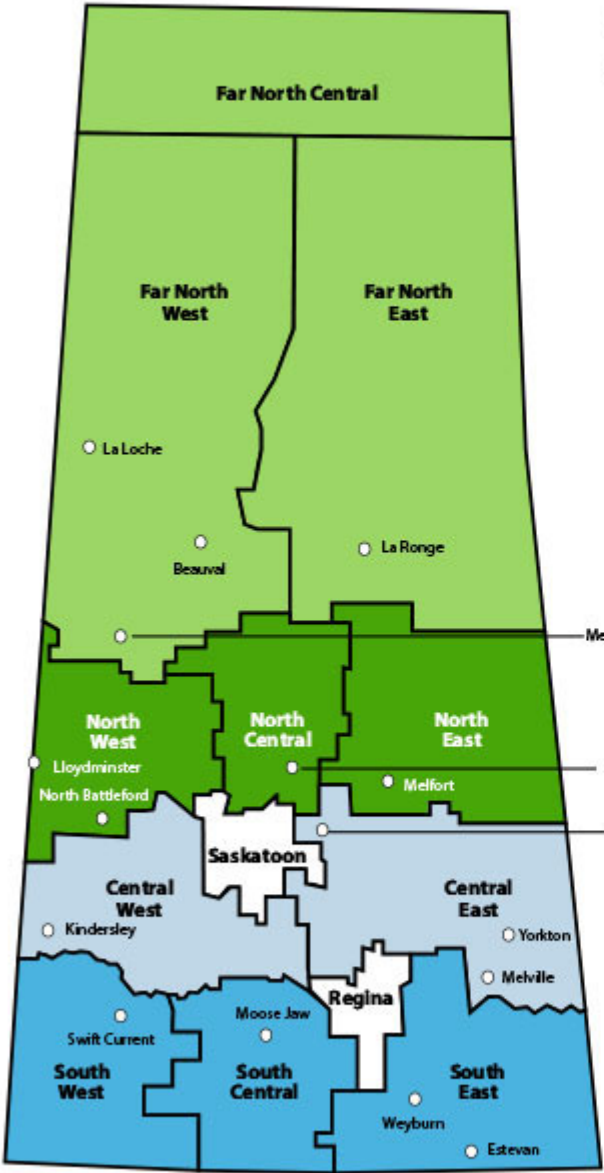 Far North Central
Far North
West
Far North
East
La Loche
Beauval
La Ronge
North
West
North
Central
North
East
Lloydminster
North Battleford
Melfort
Saskatoon
Central
West
Central
East
Kindersley
Yorkton
Melville
Regina
Moose Jaw
Swift Current
South
West
South
Central
South
East
Weyburn
Estevan